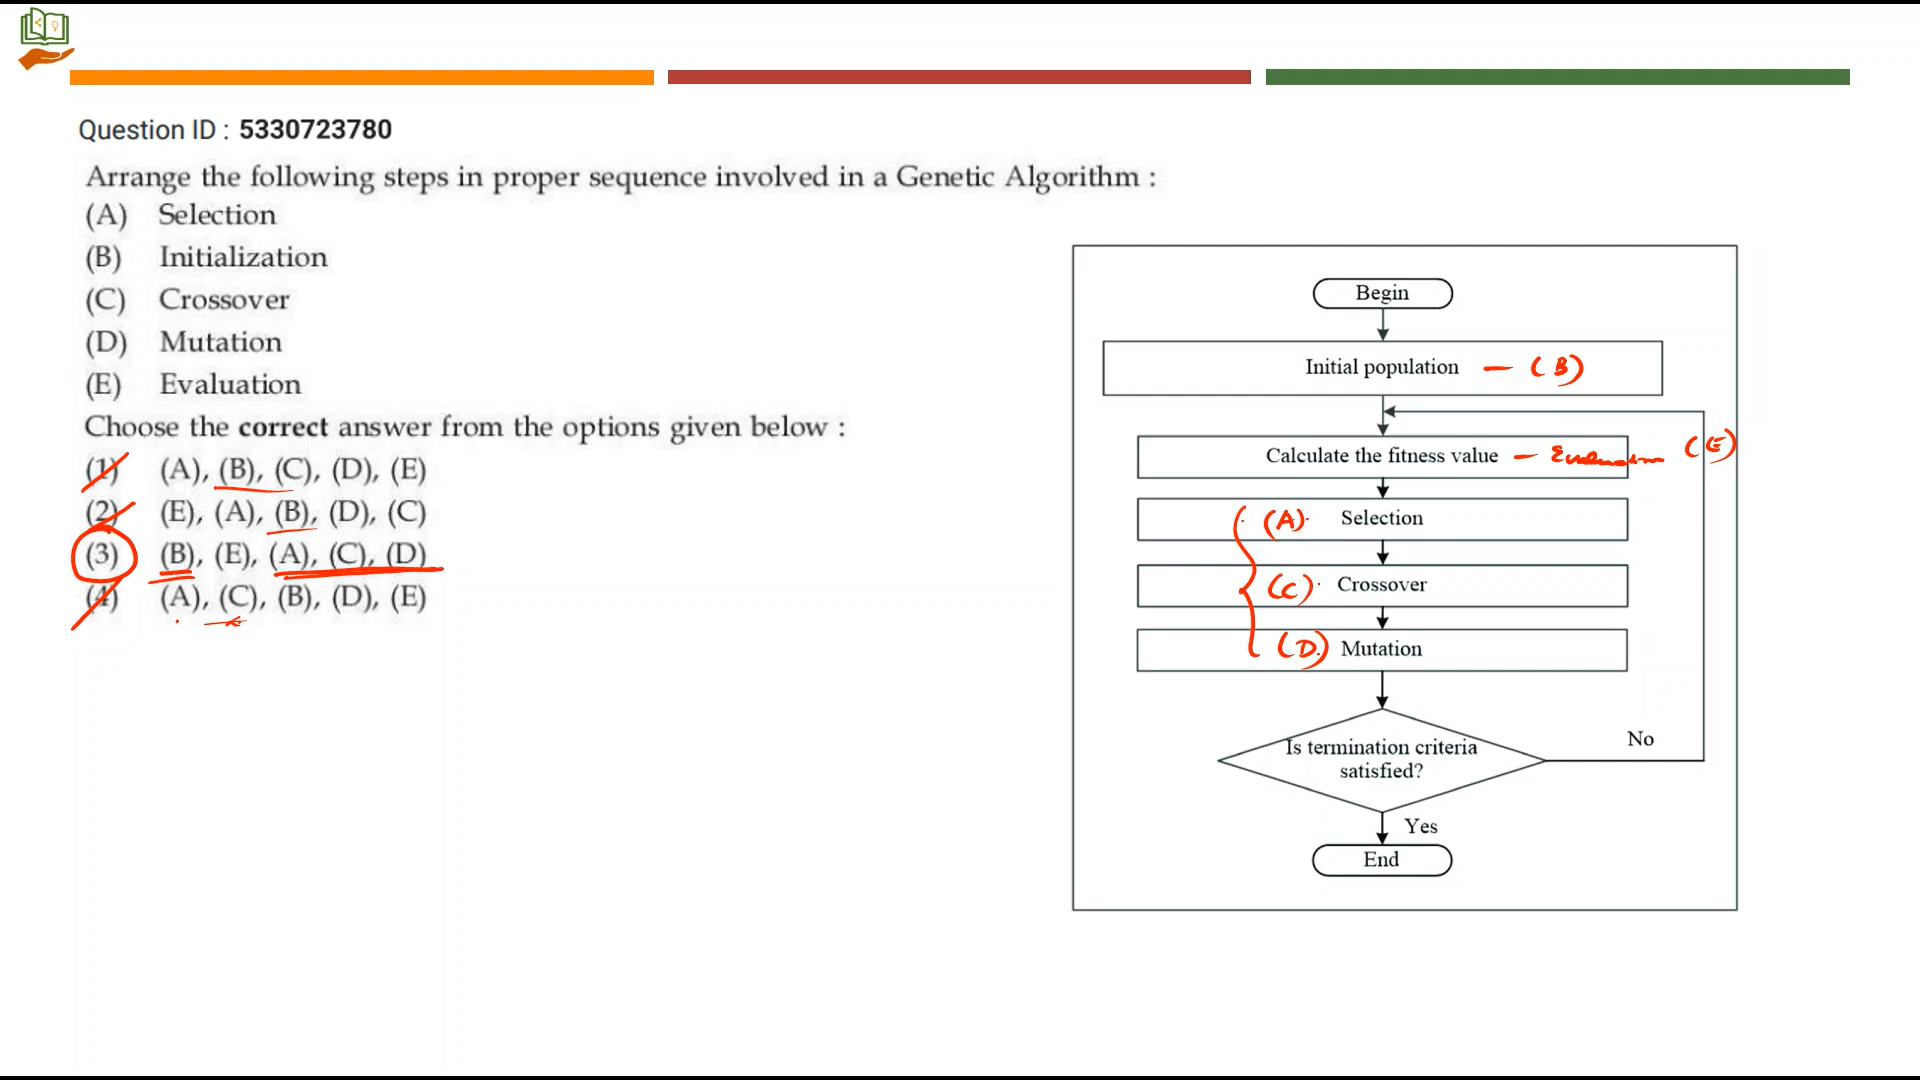 Question ID : 5330723780
Arrange the following steps in proper sequence involved in a Genetic Algorithm :
(A) Selection
(B) Initialization
(C) Crossover
(D) Mutation
(E) Evaluation
Choose the correct answer from the options given below :
(1) (A), (B), (C), (D), (E)
(2) (E), (A), (B), (D), (C)
(3) (B), (E), (A), (C), (D)
(4) (A), (C), (B), (D), (E)
Begin
Initial population – (B)
Calculate the fitness value – Evaluation (E)
(A) Selection
(C) Crossover
(D) Mutation
Is termination criteria
satisfied?
No
Yes
End